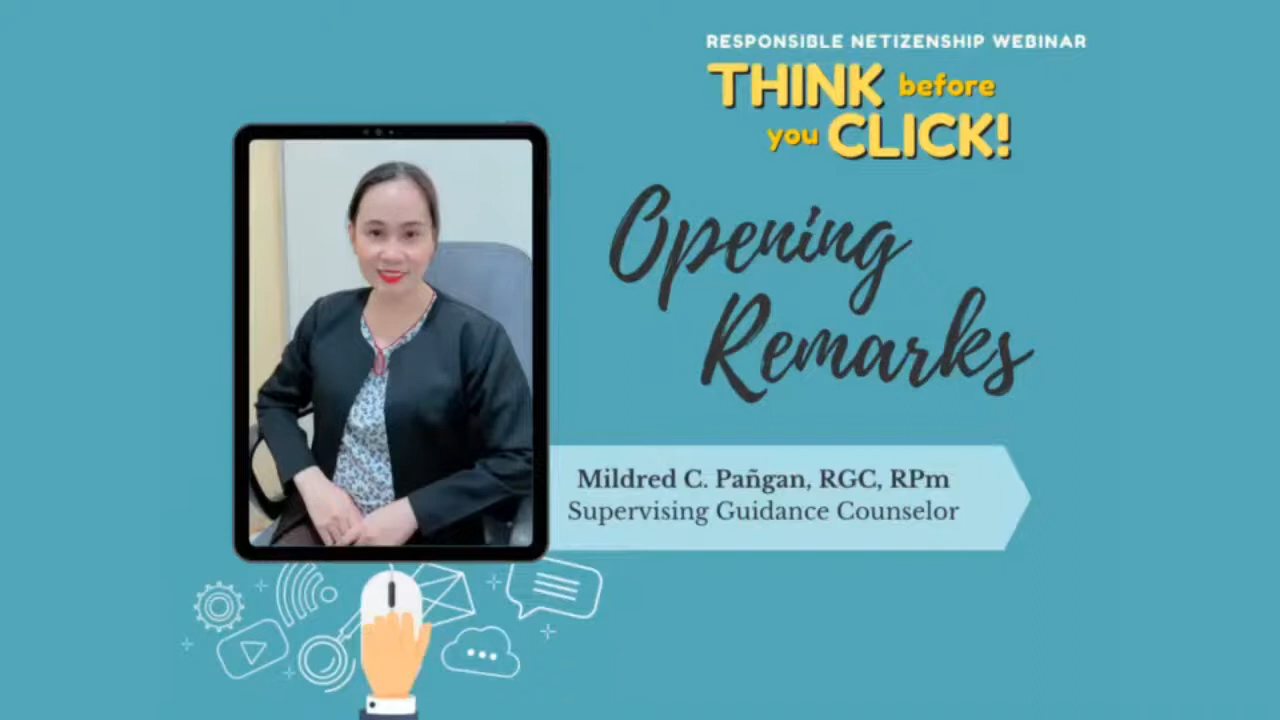 RESPONSIBLE NETIZENSHIP WEBINAR
THINK before
you CLICK!
Opening
Remarks
Mildred C. Pañgan, RGC, RPm
Supervising Guidance Counselor